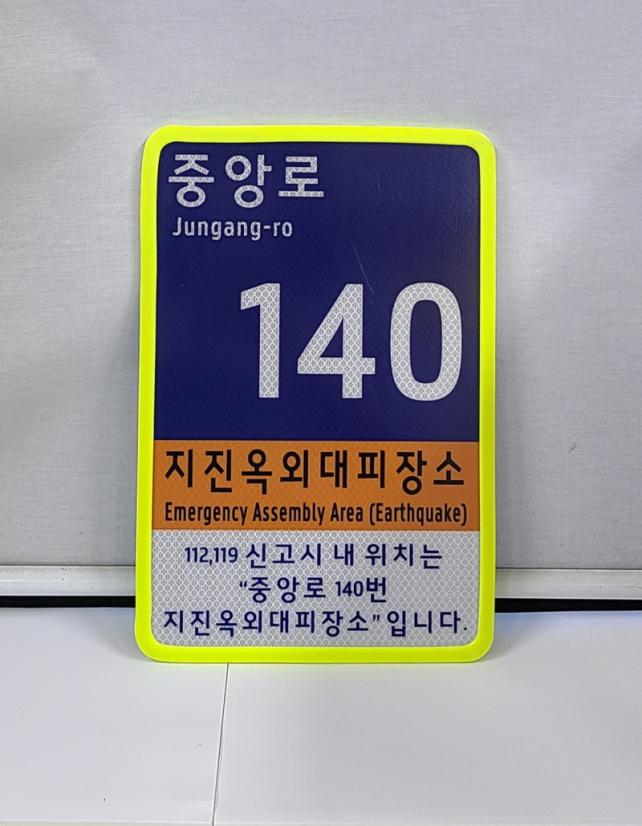 중앙로
Jungang-ro
140
지진옥외대피장소
Emergency Assembly Area (Earthquake)
112,119 신고시 내 위치는
“중앙로 140번
지진옥외대피장소” 입니다.